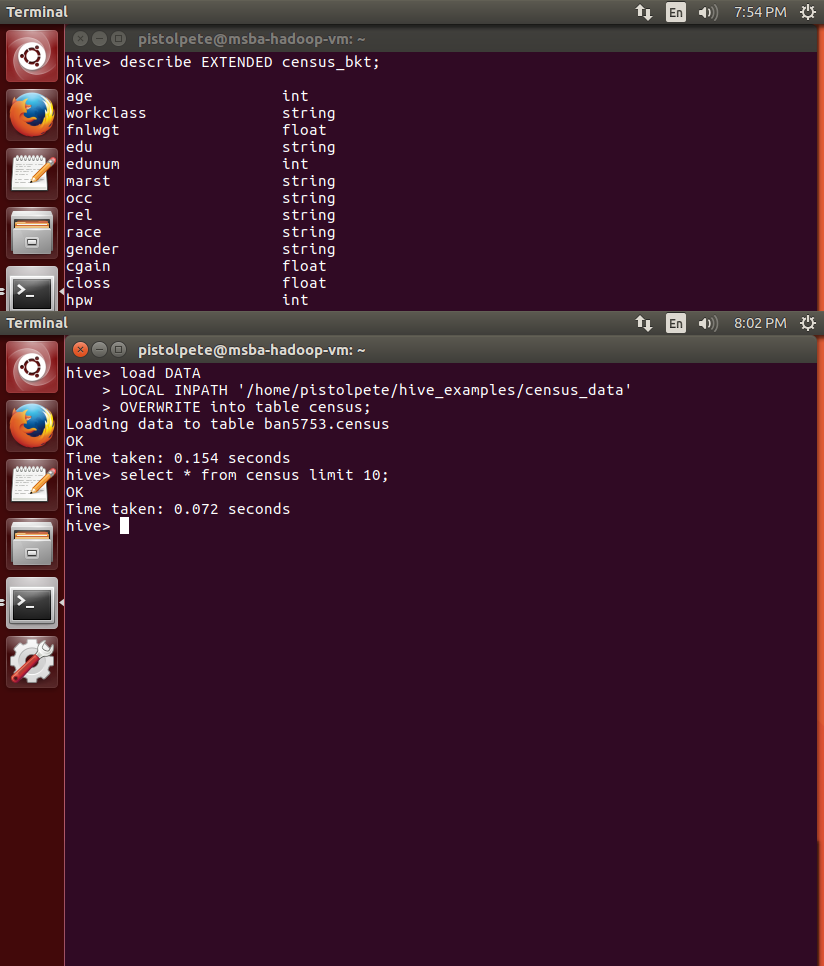 Terminal
En
7:54 PM
pistolpete@msba-hadoop-vm: ~
hive> describe EXTENDED census_bkt;
OK
age int
workclass string
fnlwgt float
edu string
edunum int
marst string
occ string
rel string
race string
gender string
cgain float
closs float
hpw int
Terminal
En
8:02 PM
pistolpete@msba-hadoop-vm: ~
hive> load DATA
> LOCAL INPATH '/home/pistolpete/hive_examples/census_data'
> OVERWRITE into table census;
Loading data to table ban5753.census
OK
Time taken: 0.154 seconds
hive> select * from census limit 10;
OK
Time taken: 0.072 seconds
hive>